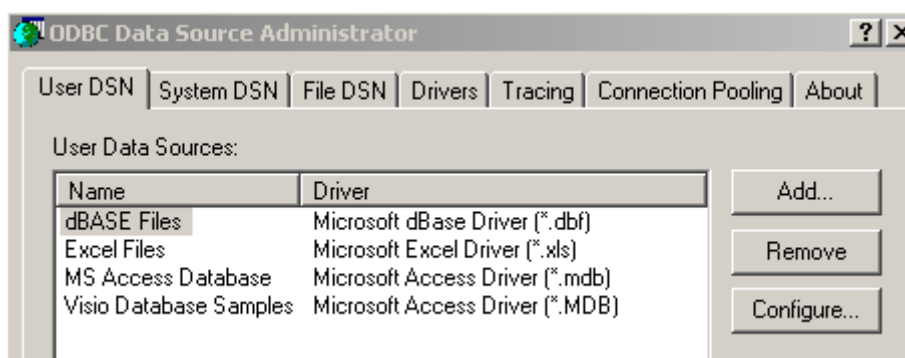 ODBC Data Source Administrator
User DSN System DSN File DSN Drivers Tracing Connection Pooling About
User Data Sources:
Name Driver
dBASE Files Microsoft dBase Driver (*.dbf)
Excel Files Microsoft Excel Driver (*.xls)
MS Access Database Microsoft Access Driver (*.mdb)
Visio Database Samples Microsoft Access Driver (*.MDB)
Add...
Remove
Configure...